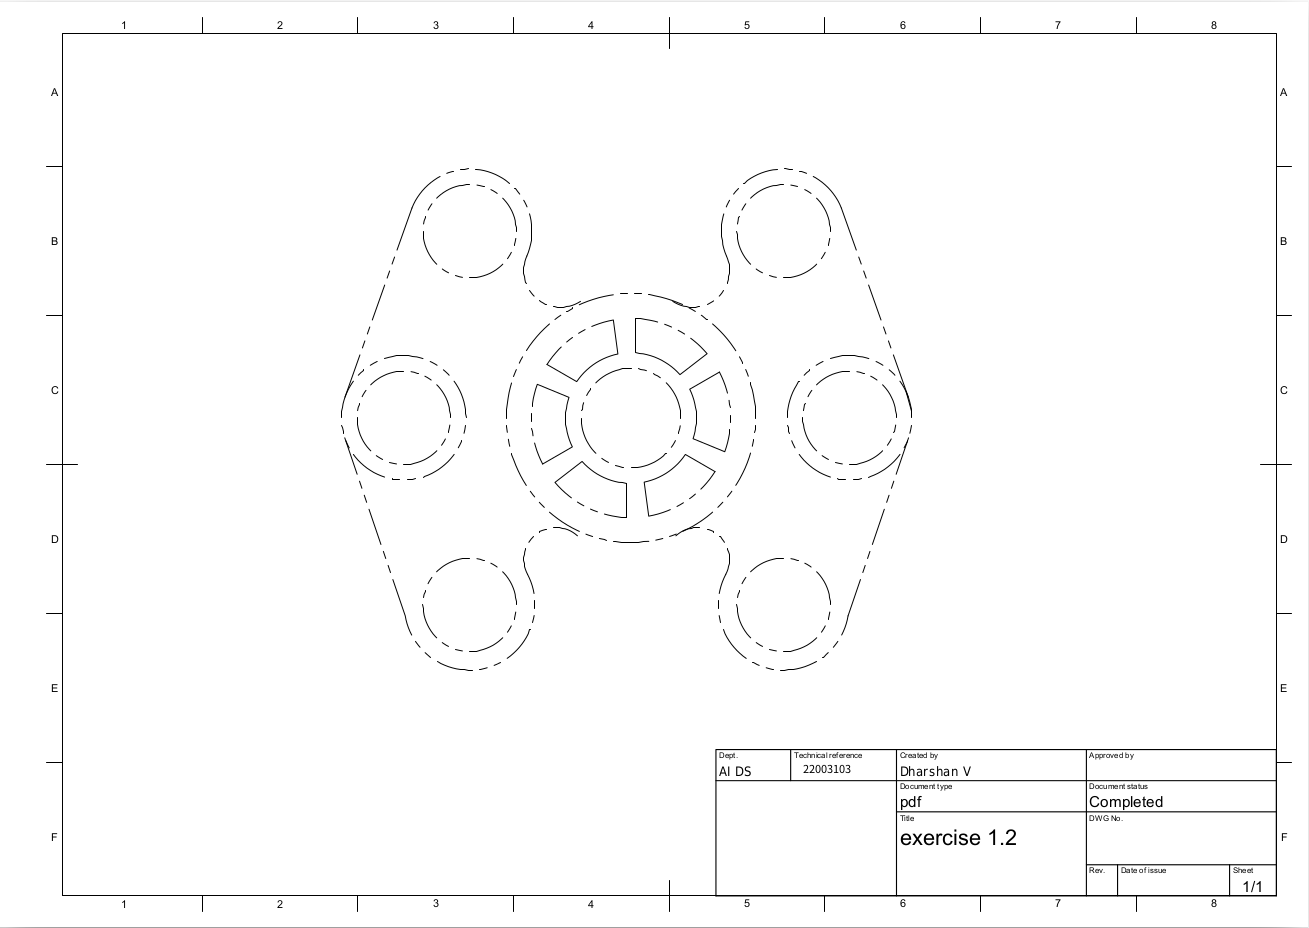 1 2 3 4 5 6 7 8
A A
B B
C C
D D
E E
Dept. Technical reference Created by Approved by
AI DS 22003103 Dharshan V
Document type Document status
pdf Completed
Title DWG No.
exercise 1.2
F F
Rev. Date of issue Sheet
1/1
1 2 3 4 5 6 7 8